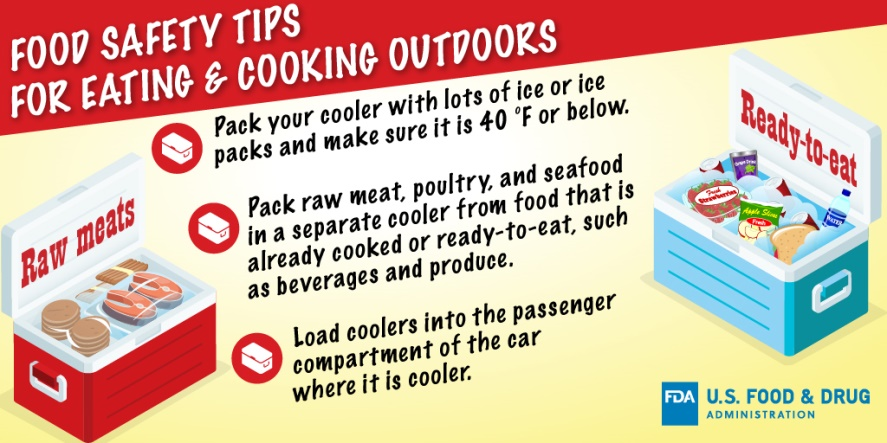 FOOD SAFETY TIPS
FOR EATING & COOKING OUTDOORS
Pack your cooler with lots of ice or ice
packs and make sure it is 40 °F or below.
Pack raw meat, poultry, and seafood
in a separate cooler from food that is
already cooked or ready-to-eat, such
as beverages and produce.
Load coolers into the passenger
compartment of the car
where it is cooler.
Raw meats
Ready-to-eat
Grape Drink
Fresh
Strawberries
Apple Slices
WATER
FDA U.S. FOOD & DRUG
ADMINISTRATION